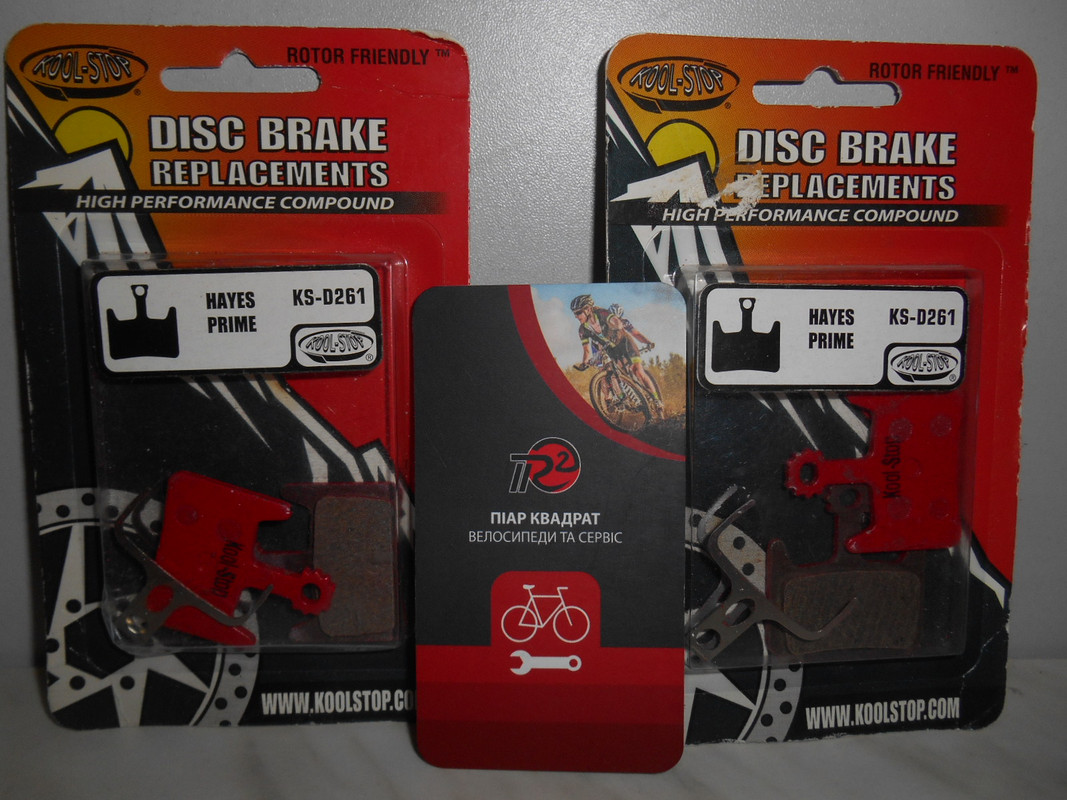 KOOL-STOP®
ROTOR FRIENDLY™
DISC BRAKE
REPLACEMENTS
HIGH PERFORMANCE COMPOUND
HAYES
PRIME
KS-D261
KOOL-STOP®
Kool-Stop
WWW.KOOLSTOP.CO
R2
ПІАР КВАДРАТ
ВЕЛОСИПЕДИ ТА СЕРВІС
KOOL-STOP®
ROTOR FRIENDLY™
DISC BRAKE
REPLACEMENTS
HIGH PERFORMANCE COMPOUND
HAYES
PRIME
KS-D261
KOOL-STOP®
Kool-Stop
WWW.KOOLSTOP.COM